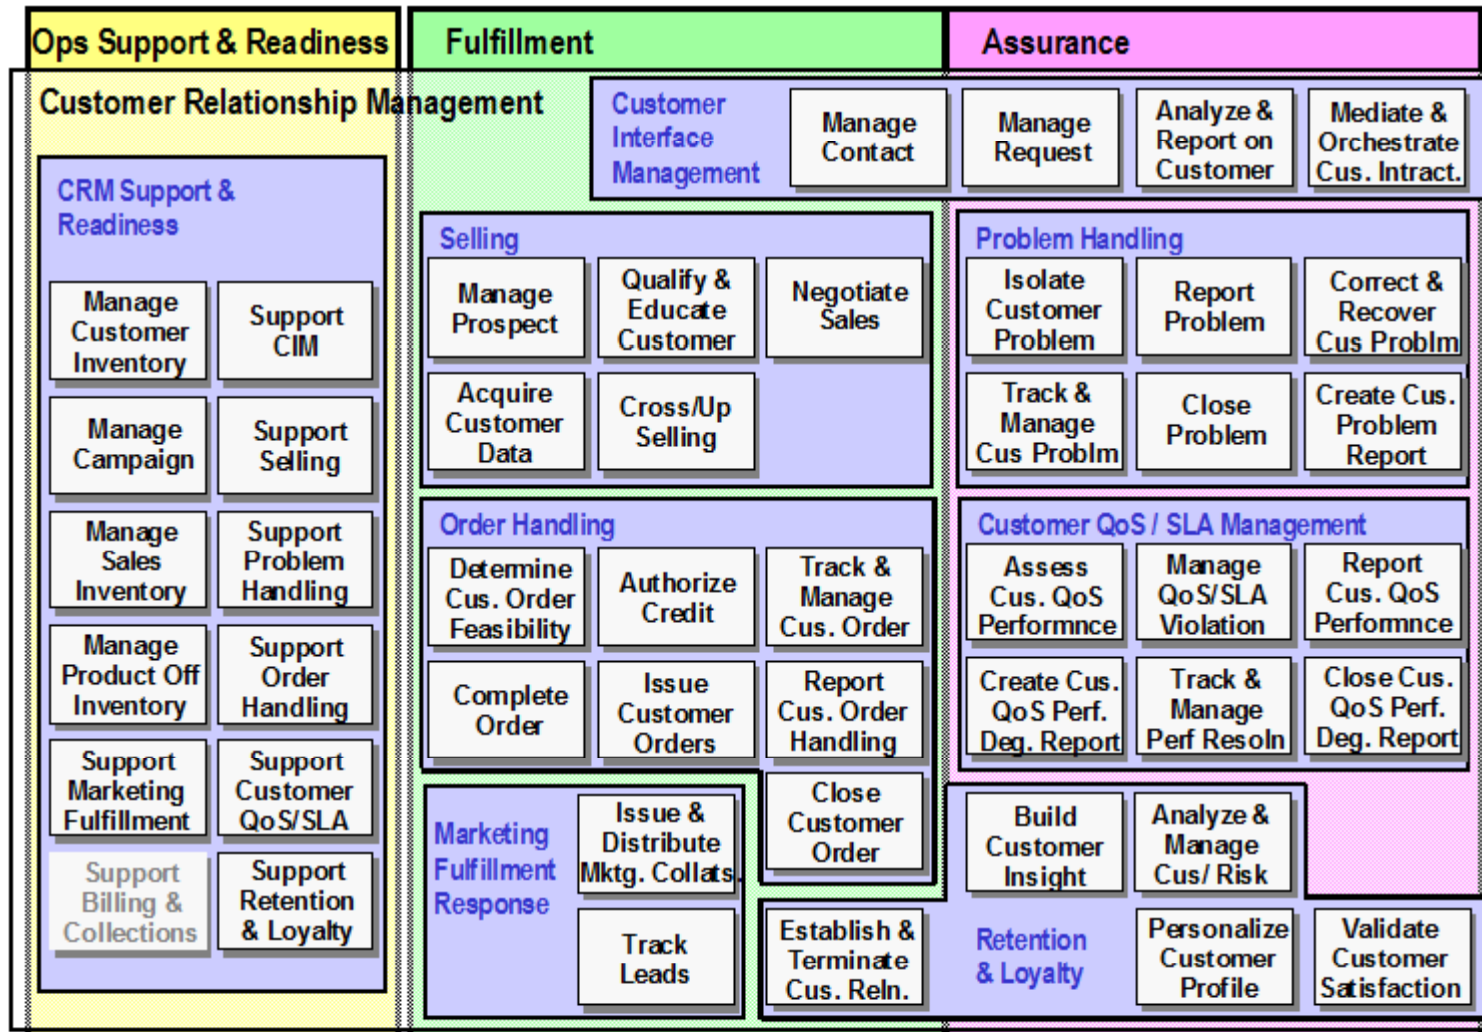 Ops Support & Readiness
Fulfillment
Assurance
Customer Relationship Management
Customer
Interface
Management
Manage
Contact
Manage
Request
Analyze &
Report on
Customer
Mediate &
Orchestrate
Cus. Intract.
CRM Support &
Readiness
Manage
Customer
Inventory
Support
CIM
Manage
Campaign
Support
Selling
Manage
Sales
Inventory
Support
Problem
Handling
Manage
Product Off
Inventory
Support
Order
Handling
Support
Marketing
Fulfillment
Support
Customer
QoS/SLA
Support
Billing &
Collections
Support
Retention
& Loyalty
Selling
Manage
Prospect
Qualify &
Educate
Customer
Negotiate
Sales
Acquire
Customer
Data
Cross/Up
Selling
Order Handling
Determine
Cus. Order
Feasibility
Authorize
Credit
Track &
Manage
Cus. Order
Complete
Order
Issue
Customer
Orders
Report
Cus. Order
Handling
Close
Customer
Order
Marketing
Fulfillment
Response
Issue &
Distribute
Mktg. Collats.
Track
Leads
Problem Handling
Isolate
Customer
Problem
Report
Problem
Correct &
Recover
Cus Problm
Track &
Manage
Cus Problm
Close
Problem
Create Cus.
Problem
Report
Customer QoS / SLA Management
Assess
Cus. QoS
Performnce
Manage
QoS/SLA
Violation
Report
Cus. QoS
Performnce
Create Cus.
QoS Perf.
Deg. Report
Track &
Manage
Perf Resoln
Close Cus.
QoS Perf.
Deg. Report
Build
Customer
Insight
Analyze &
Manage
Cus/ Risk
Establish &
Terminate
Cus. Reln.
Retention
& Loyalty
Personalize
Customer
Profile
Validate
Customer
Satisfaction